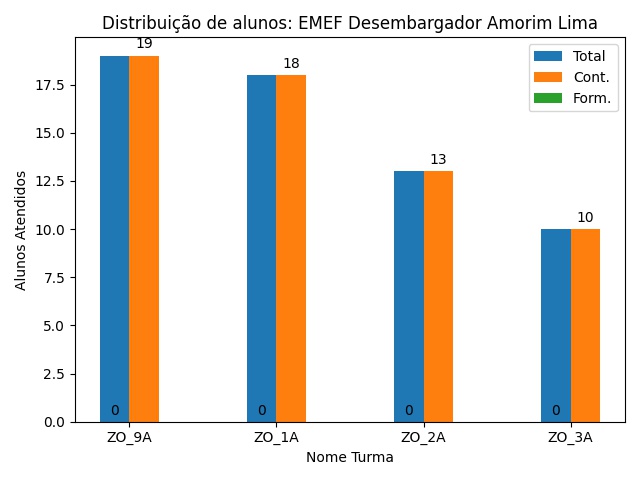 Distribuição de alunos: EMEF Desembargador Amorim Lima
Total
Cont.
Form.
19
18
13
10
0
0
0
0
17.5
15.0
12.5
10.0
7.5
5.0
2.5
0.0
Alunos Atendidos
ZO_9A
ZO_1A
ZO_2A
ZO_3A
Nome Turma